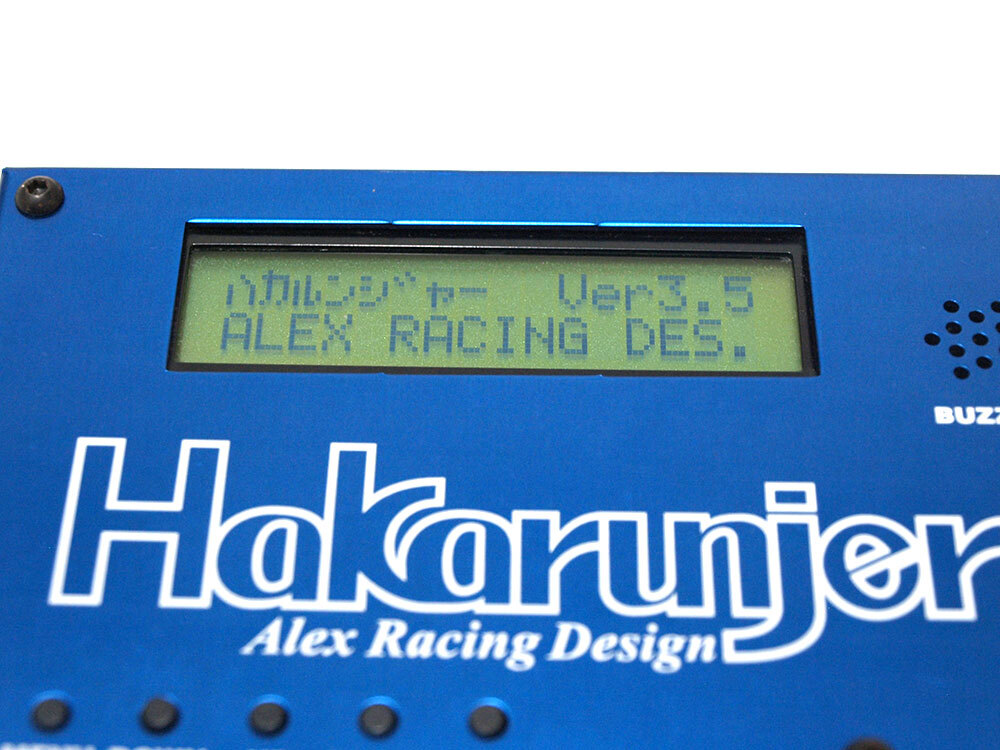 ハカルンジャー Ver3.5
ALEX RACING DES.
Hakarunjer
Alex Racing Design